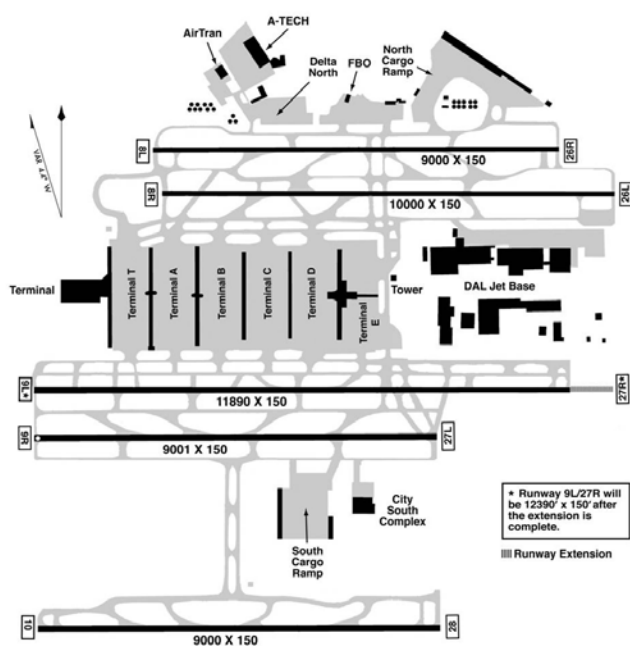 A-TECH
AirTran
Delta
North
FBO
North
Cargo
Ramp
VAR 4.4° W
8L
9000 X 150
26R
8R
10000 X 150
26L
Terminal
Terminal T
Terminal A
Terminal B
Terminal C
Terminal D
Terminal
E
Tower
DAL Jet Base
9L*
11890 X 150
27R*
9R
9001 X 150
27L
South
Cargo
Ramp
City
South
Complex
* Runway 9L/27R will
be 12390' x 150' after
the extension is
complete.
Runway Extension
10
9000 X 150
28